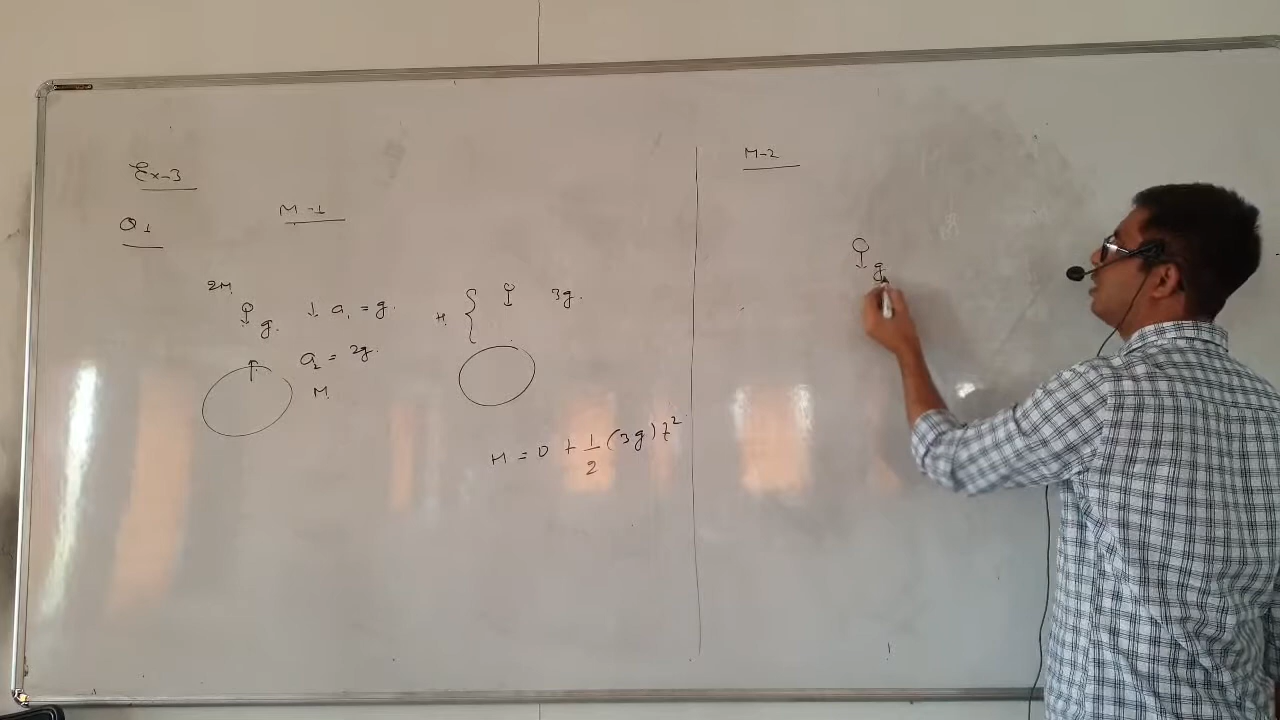 Ex-3
Q1
M-1
2M
g.
↓ a₁ = g.
a₂ = 2g.
M.
H {
3g.
H = 0 + 1/2 (3g) t²
M-2
g